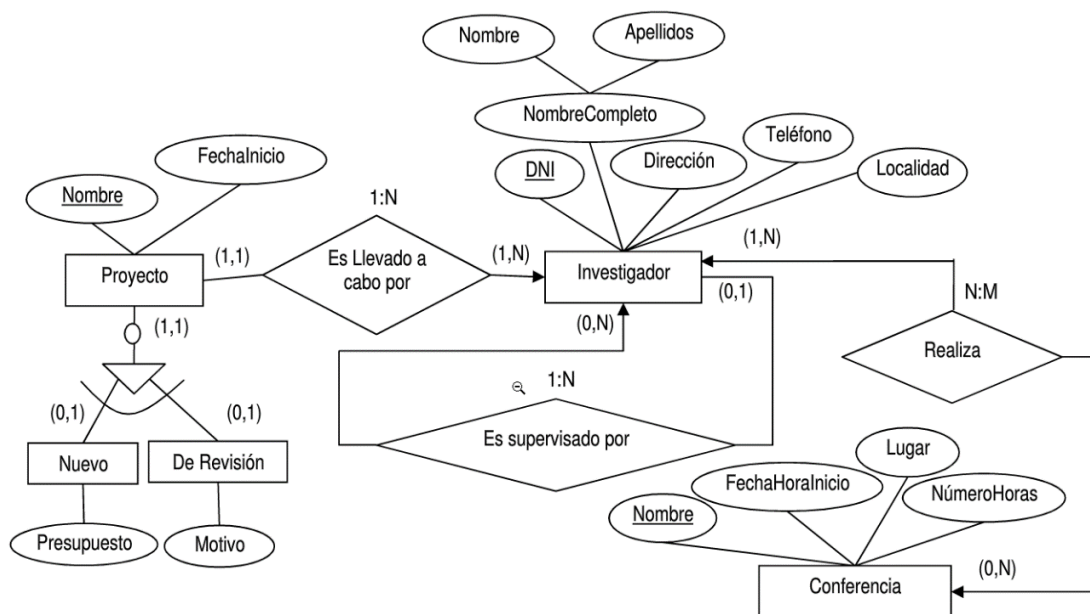 Nombre
Apellidos
NombreCompleto
FechaInicio
Nombre
DNI
Dirección
Teléfono
Localidad
1:N
(1,1)
Es Llevado a
cabo por
(1,N)
Proyecto
Investigador
(1,N)
(0,1)
(0,N)
N:M
(1,1)
Realiza
1:N
(0,1)
(0,1)
Es supervisado por
Nuevo
De Revisión
Lugar
FechaHoraInicio
NúmeroHoras
Nombre
Presupuesto
Motivo
Conferencia
(0,N)